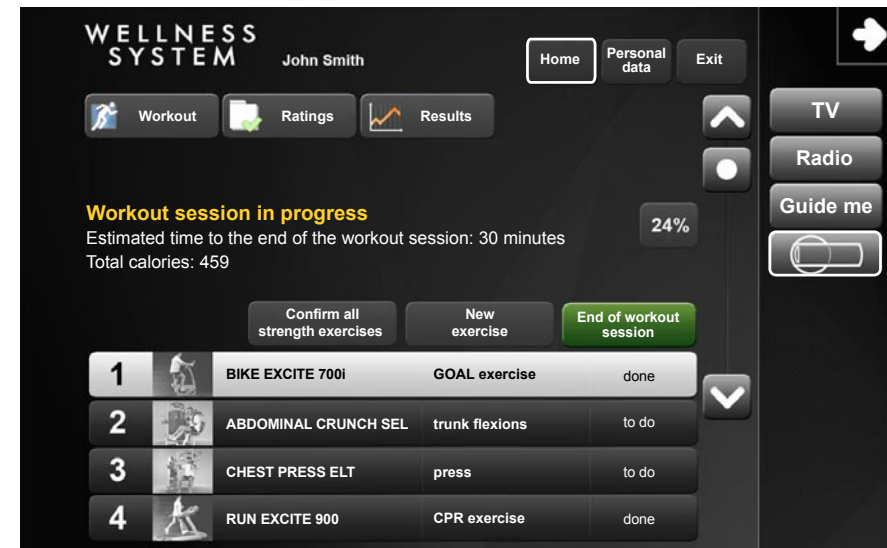 WELLNESS
SYSTEM
John Smith
Home
Personal
data
Exit
Workout
Ratings
Results
TV
Radio
Guide me
Workout session in progress
Estimated time to the end of the workout session: 30 minutes
Total calories: 459
24%
Confirm all
strength exercises
New
exercise
End of workout
session
1 BIKE EXCITE 700i GOAL exercise done
2 ABDOMINAL CRUNCH SEL trunk flexions to do
3 CHEST PRESS ELT press to do
4 RUN EXCITE 900 CPR exercise done